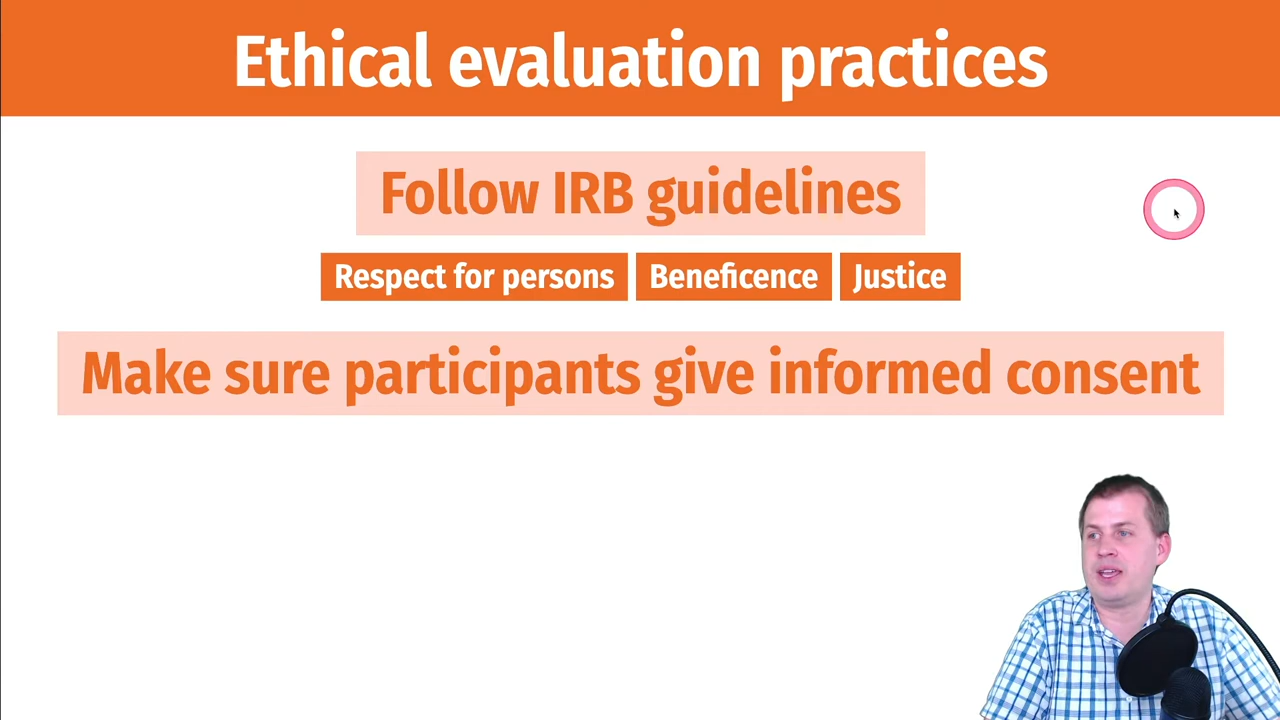 Ethical evaluation practices
Follow IRB guidelines
Respect for persons Beneficence Justice
Make sure participants give informed consent